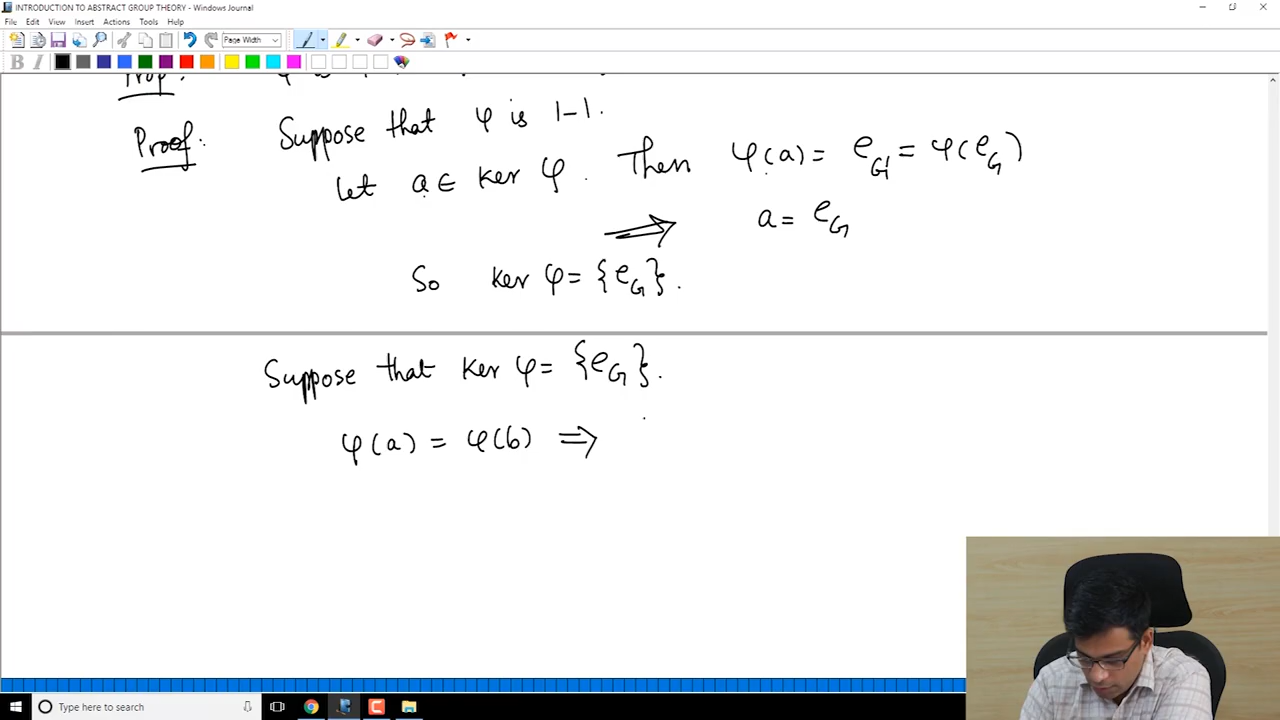 INTRODUCTION TO ABSTRACT GROUP THEORY - Windows Journal
File Edit View Insert Actions Tools Help
Page Width
B I
Prop:
Proof: Suppose that φ is 1-1.
Let a ∈ ker φ. Then φ(a) = e_G' = φ(e_G)
⇒ a = e_G
So ker φ = {e_G}.
Suppose that ker φ = {e_G}.
φ(a) = φ(b) ⇒
Type here to search